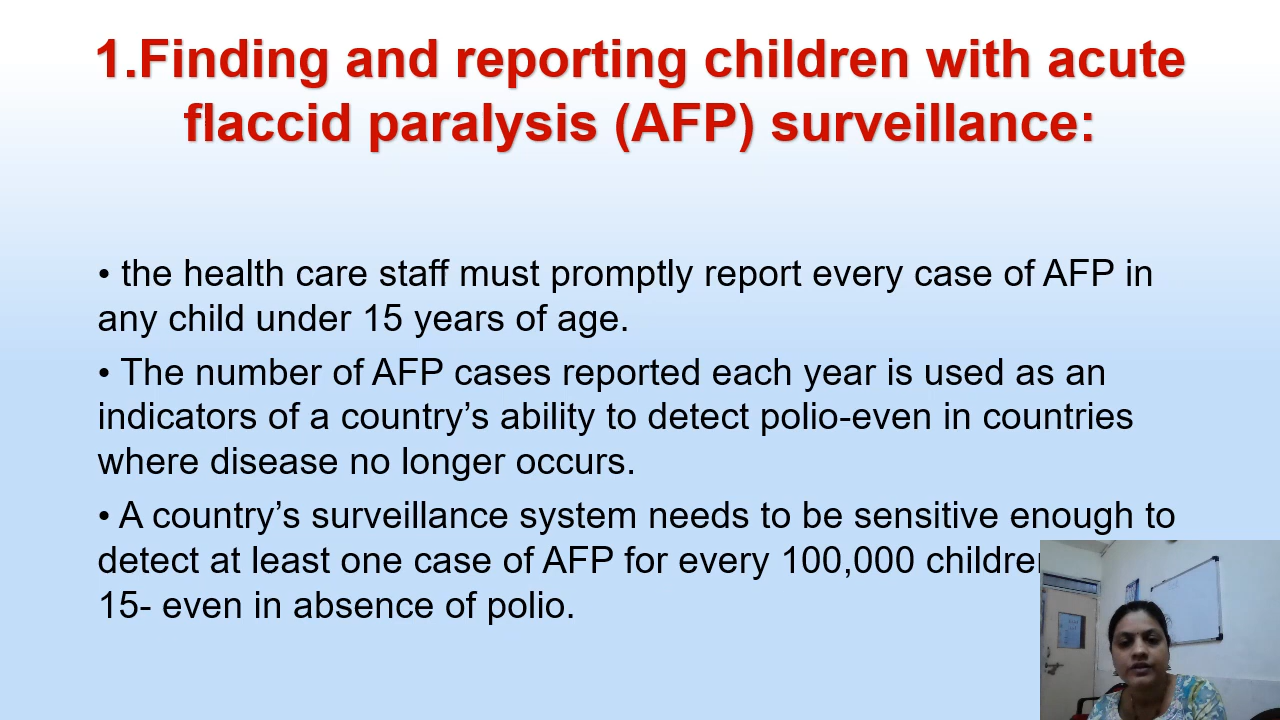 1.Finding and reporting children with acute
flaccid paralysis (AFP) surveillance:
• the health care staff must promptly report every case of AFP in
any child under 15 years of age.
• The number of AFP cases reported each year is used as an
indicators of a country’s ability to detect polio-even in countries
where disease no longer occurs.
• A country’s surveillance system needs to be sensitive enough to
detect at least one case of AFP for every 100,000 children
15- even in absence of polio.